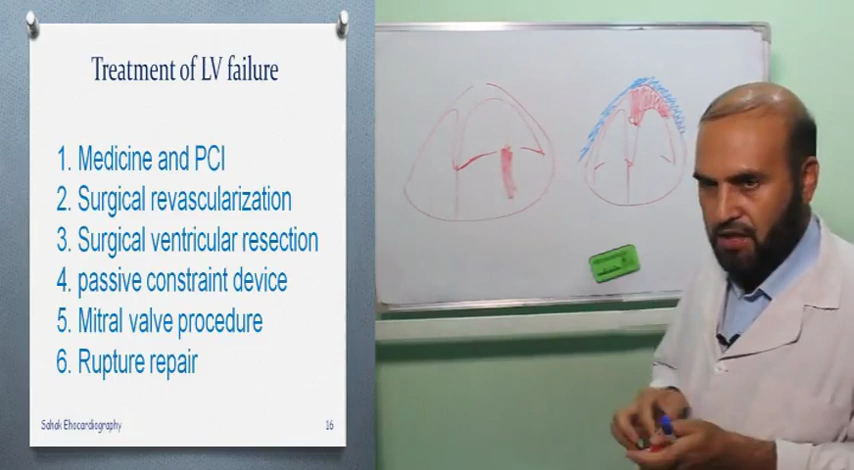 Treatment of LV failure
1. Medicine and PCI
2. Surgical revascularization
3. Surgical ventricular resection
4. passive constraint device
5. Mitral valve procedure
6. Rupture repair
Sahak Ehocardiography
16